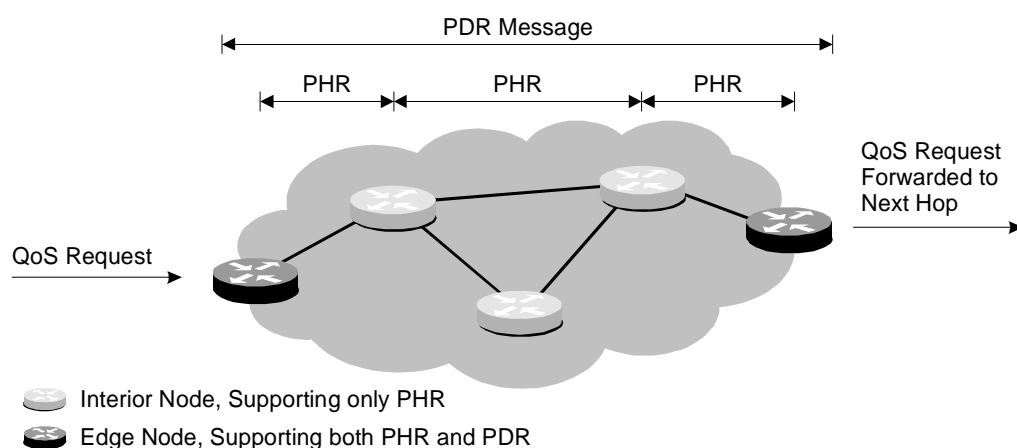 PDR Message
PHR
PHR
PHR
QoS Request
Forwarded to
Next Hop
QoS Request
Interior Node, Supporting only PHR
Edge Node, Supporting both PHR and PDR